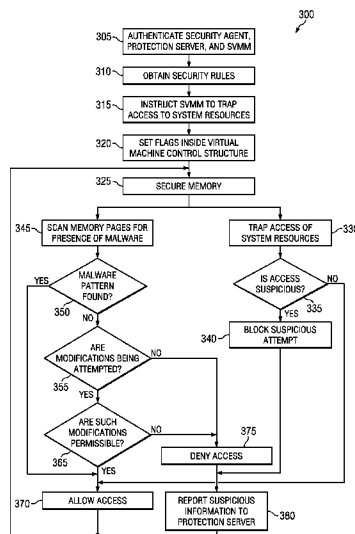 300
305
AUTHENTICATE SECURITY AGENT,
PROTECTION SERVER, AND SVMM
310
OBTAIN SECURITY RULES
315
INSTRUCT SVMM TO TRAP
ACCESS TO SYSTEM RESOURCES
320
SET FLAGS INSIDE VIRTUAL
MACHINE CONTROL STRUCTURE
325
SECURE MEMORY
345
SCAN MEMORY PAGES FOR
PRESENCE OF MALWARE
TRAP ACCESS OF
SYSTEM RESOURCES
330
YES
MALWARE
PATTERN
FOUND?
350
NO
IS ACCESS
SUSPICIOUS?
335
NO
YES
340
BLOCK SUSPICIOUS
ATTEMPT
ARE
MODIFICATIONS BEING
ATTEMPTED?
355
NO
YES
ARE SUCH
MODIFICATIONS
PERMISSIBLE?
365
NO
YES
375
DENY ACCESS
370
ALLOW ACCESS
REPORT SUSPICIOUS
INFORMATION TO
PROTECTION SERVER
380